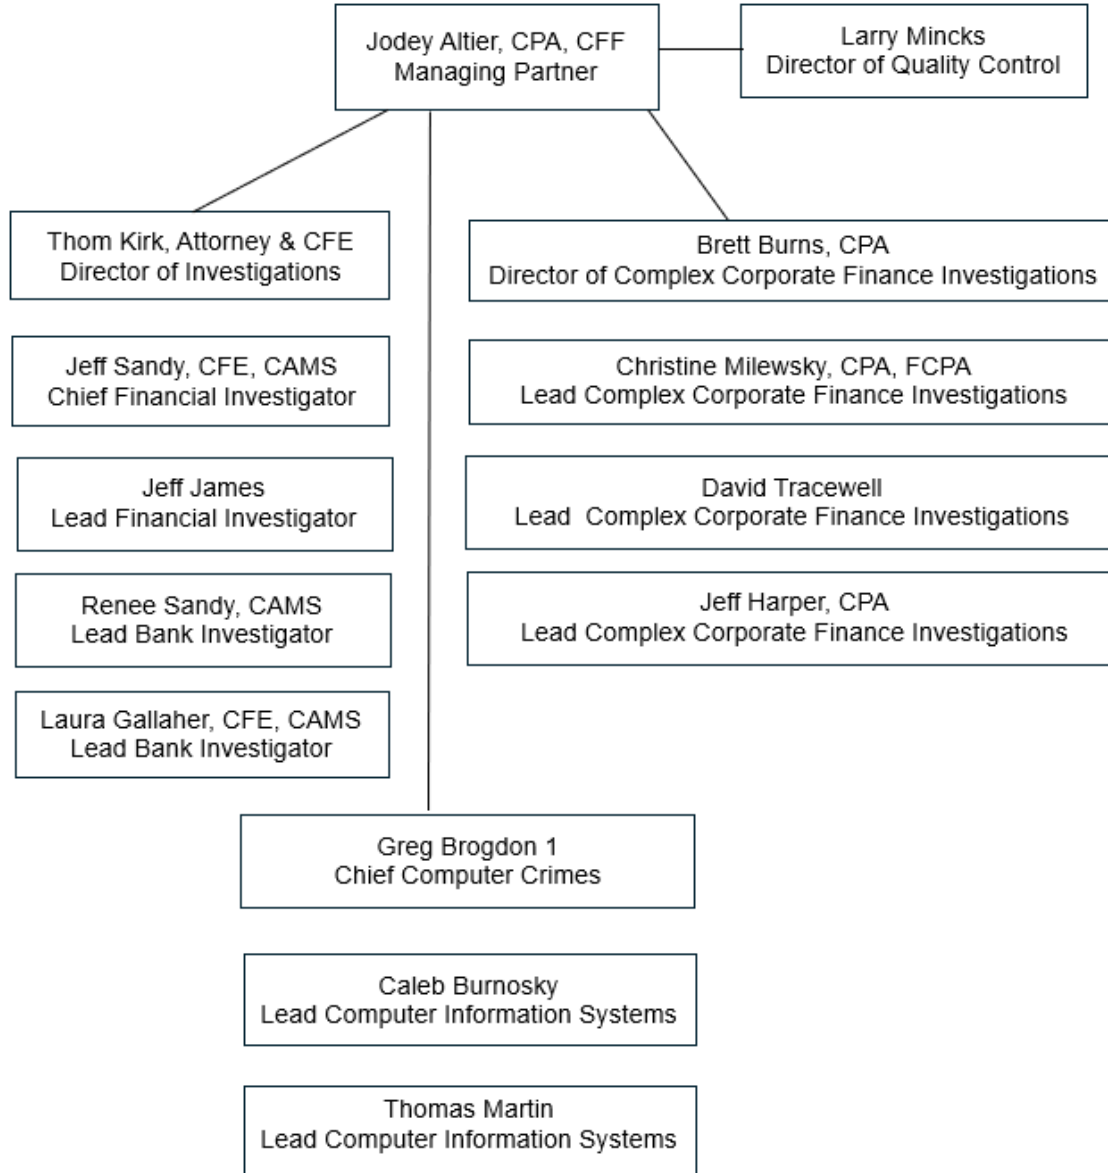 Jodey Altier, CPA, CFF
Managing Partner
Larry Mincks
Director of Quality Control
Thom Kirk, Attorney & CFE
Director of Investigations
Jeff Sandy, CFE, CAMS
Chief Financial Investigator
Jeff James
Lead Financial Investigator
Renee Sandy, CAMS
Lead Bank Investigator
Laura Gallaher, CFE, CAMS
Lead Bank Investigator
Brett Burns, CPA
Director of Complex Corporate Finance Investigations
Christine Milewsky, CPA, FCPA
Lead Complex Corporate Finance Investigations
David Tracewell
Lead  Complex Corporate Finance Investigations
Jeff Harper, CPA
Lead Complex Corporate Finance Investigations
Greg Brogdon 1
Chief Computer Crimes
Caleb Burnosky
Lead Computer Information Systems
Thomas Martin
Lead Computer Information Systems